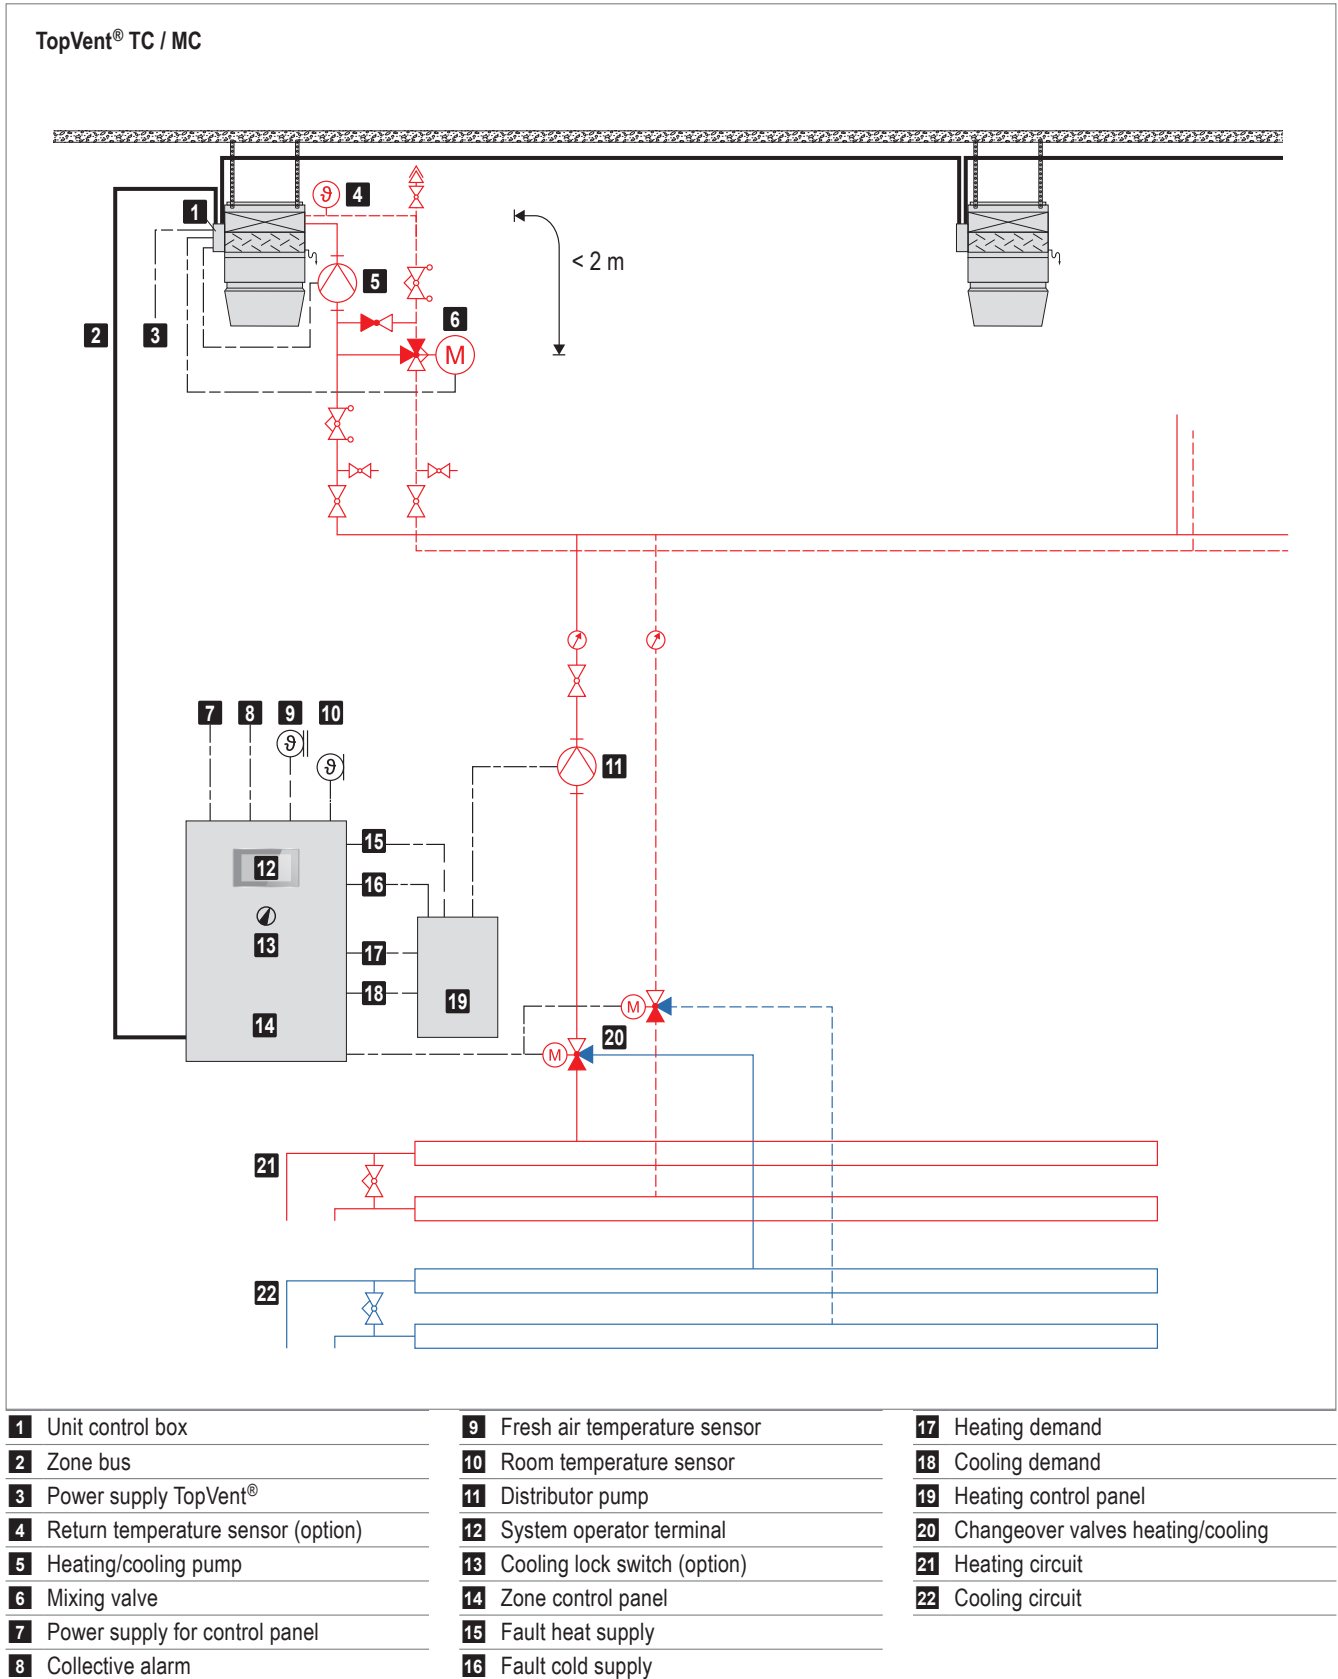 TopVent® TC / MC
1
4
< 2 m
5
2
3
6
M
7
8
9
10
11
12
15
16
13
17
18
19
14
M
20
M
21
22
1 Unit control box
2 Zone bus
3 Power supply TopVent®
4 Return temperature sensor (option)
5 Heating/cooling pump
6 Mixing valve
7 Power supply for control panel
8 Collective alarm
9 Fresh air temperature sensor
10 Room temperature sensor
11 Distributor pump
12 System operator terminal
13 Cooling lock switch (option)
14 Zone control panel
15 Fault heat supply
16 Fault cold supply
17 Heating demand
18 Cooling demand
19 Heating control panel
20 Changeover valves heating/cooling
21 Heating circuit
22 Cooling circuit